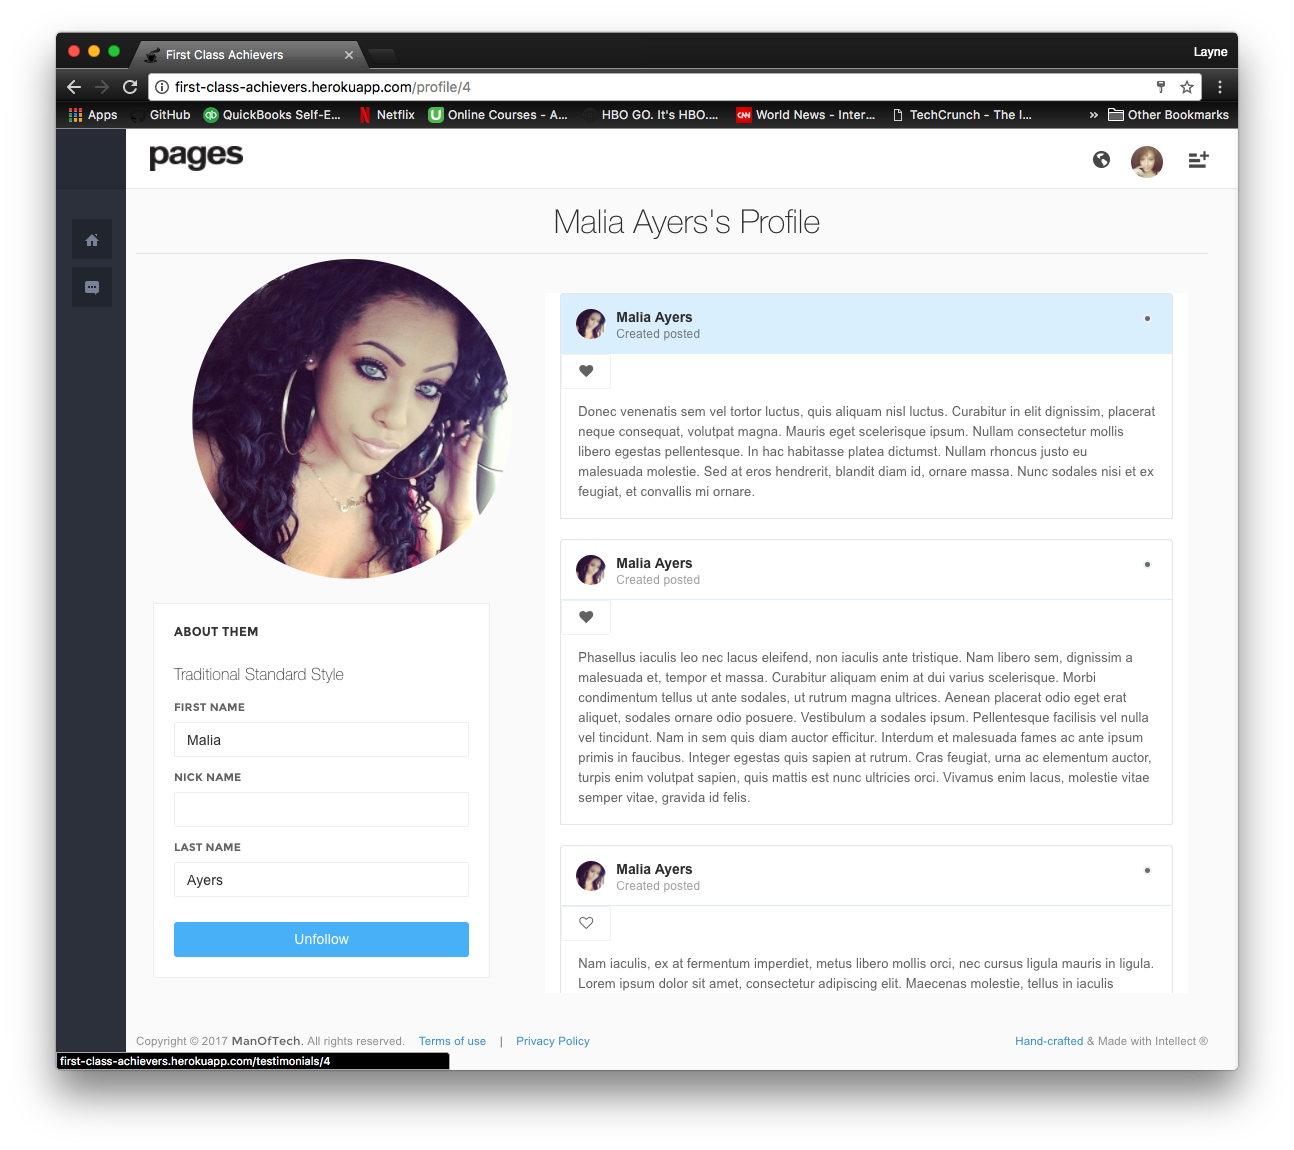 First Class Achievers
Layne
first-class-achievers.herokuapp.com/profile/4
Apps
GitHub
QuickBooks Self-E...
Netflix
Online Courses - A...
HBO GO. It's HBO....
CNN
World News - Inter...
TechCrunch - The I...
»
Other Bookmarks
pages
Malia Ayers's Profile
ABOUT THEM
Traditional Standard Style
FIRST NAME
Malia
NICK NAME
LAST NAME
Ayers
Unfollow
Malia Ayers
Created posted
Donec venenatis sem vel tortor luctus, quis aliquam nisl luctus. Curabitur in elit dignissim, placerat
neque consequat, volutpat magna. Mauris eget scelerisque ipsum. Nullam consectetur mollis
libero egestas pellentesque. In hac habitasse platea dictumst. Nullam rhoncus justo eu
malesuada molestie. Sed at eros hendrerit, blandit diam id, ornare massa. Nunc sodales nisi et ex
feugiat, et convallis mi ornare.
Malia Ayers
Created posted
Phasellus iaculis leo nec lacus eleifend, non iaculis ante tristique. Nam libero sem, dignissim a
malesuada et, tempor et massa. Curabitur aliquam enim at dui varius scelerisque. Morbi
condimentum tellus ut ante sodales, ut rutrum magna ultrices. Aenean placerat odio eget erat
aliquet, sodales ornare odio posuere. Vestibulum a sodales ipsum. Pellentesque facilisis vel nulla
vel tincidunt. Nam in sem quis diam auctor efficitur. Interdum et malesuada fames ac ante ipsum
primis in faucibus. Integer egestas quis sapien at rutrum. Cras feugiat, urna ac elementum auctor,
turpis enim volutpat sapien, quis mattis est nunc ultricies orci. Vivamus enim lacus, molestie vitae
semper vitae, gravida id felis.
Malia Ayers
Created posted
Nam iaculis, ex at fermentum imperdiet, metus libero mollis orci, nec cursus ligula mauris in ligula.
Lorem ipsum dolor sit amet, consectetur adipiscing elit. Maecenas molestie, tellus in iaculis
Copyright © 2017 ManOfTech. All rights reserved. Terms of use | Privacy Policy
Hand-crafted & Made with Intellect ®
first-class-achievers.herokuapp.com/testimonials/4